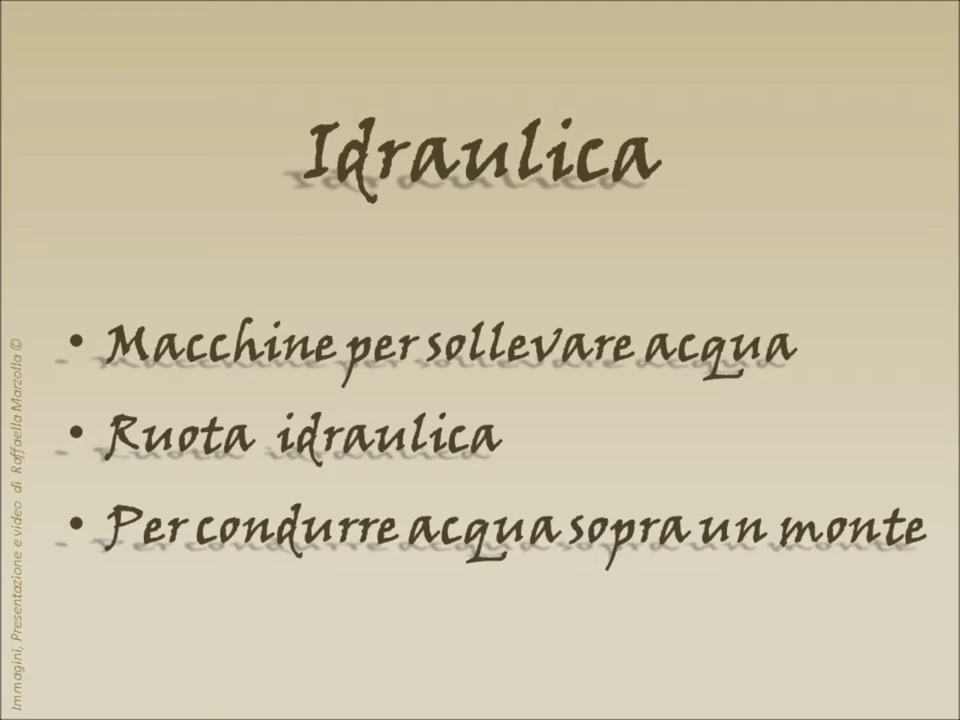 Idraulica
• Macchine per sollevare acqua
• Ruota idraulica
• Per condurre acqua sopra un monte
Immagini, Presentazione e video di Raffaella Marzolla ©